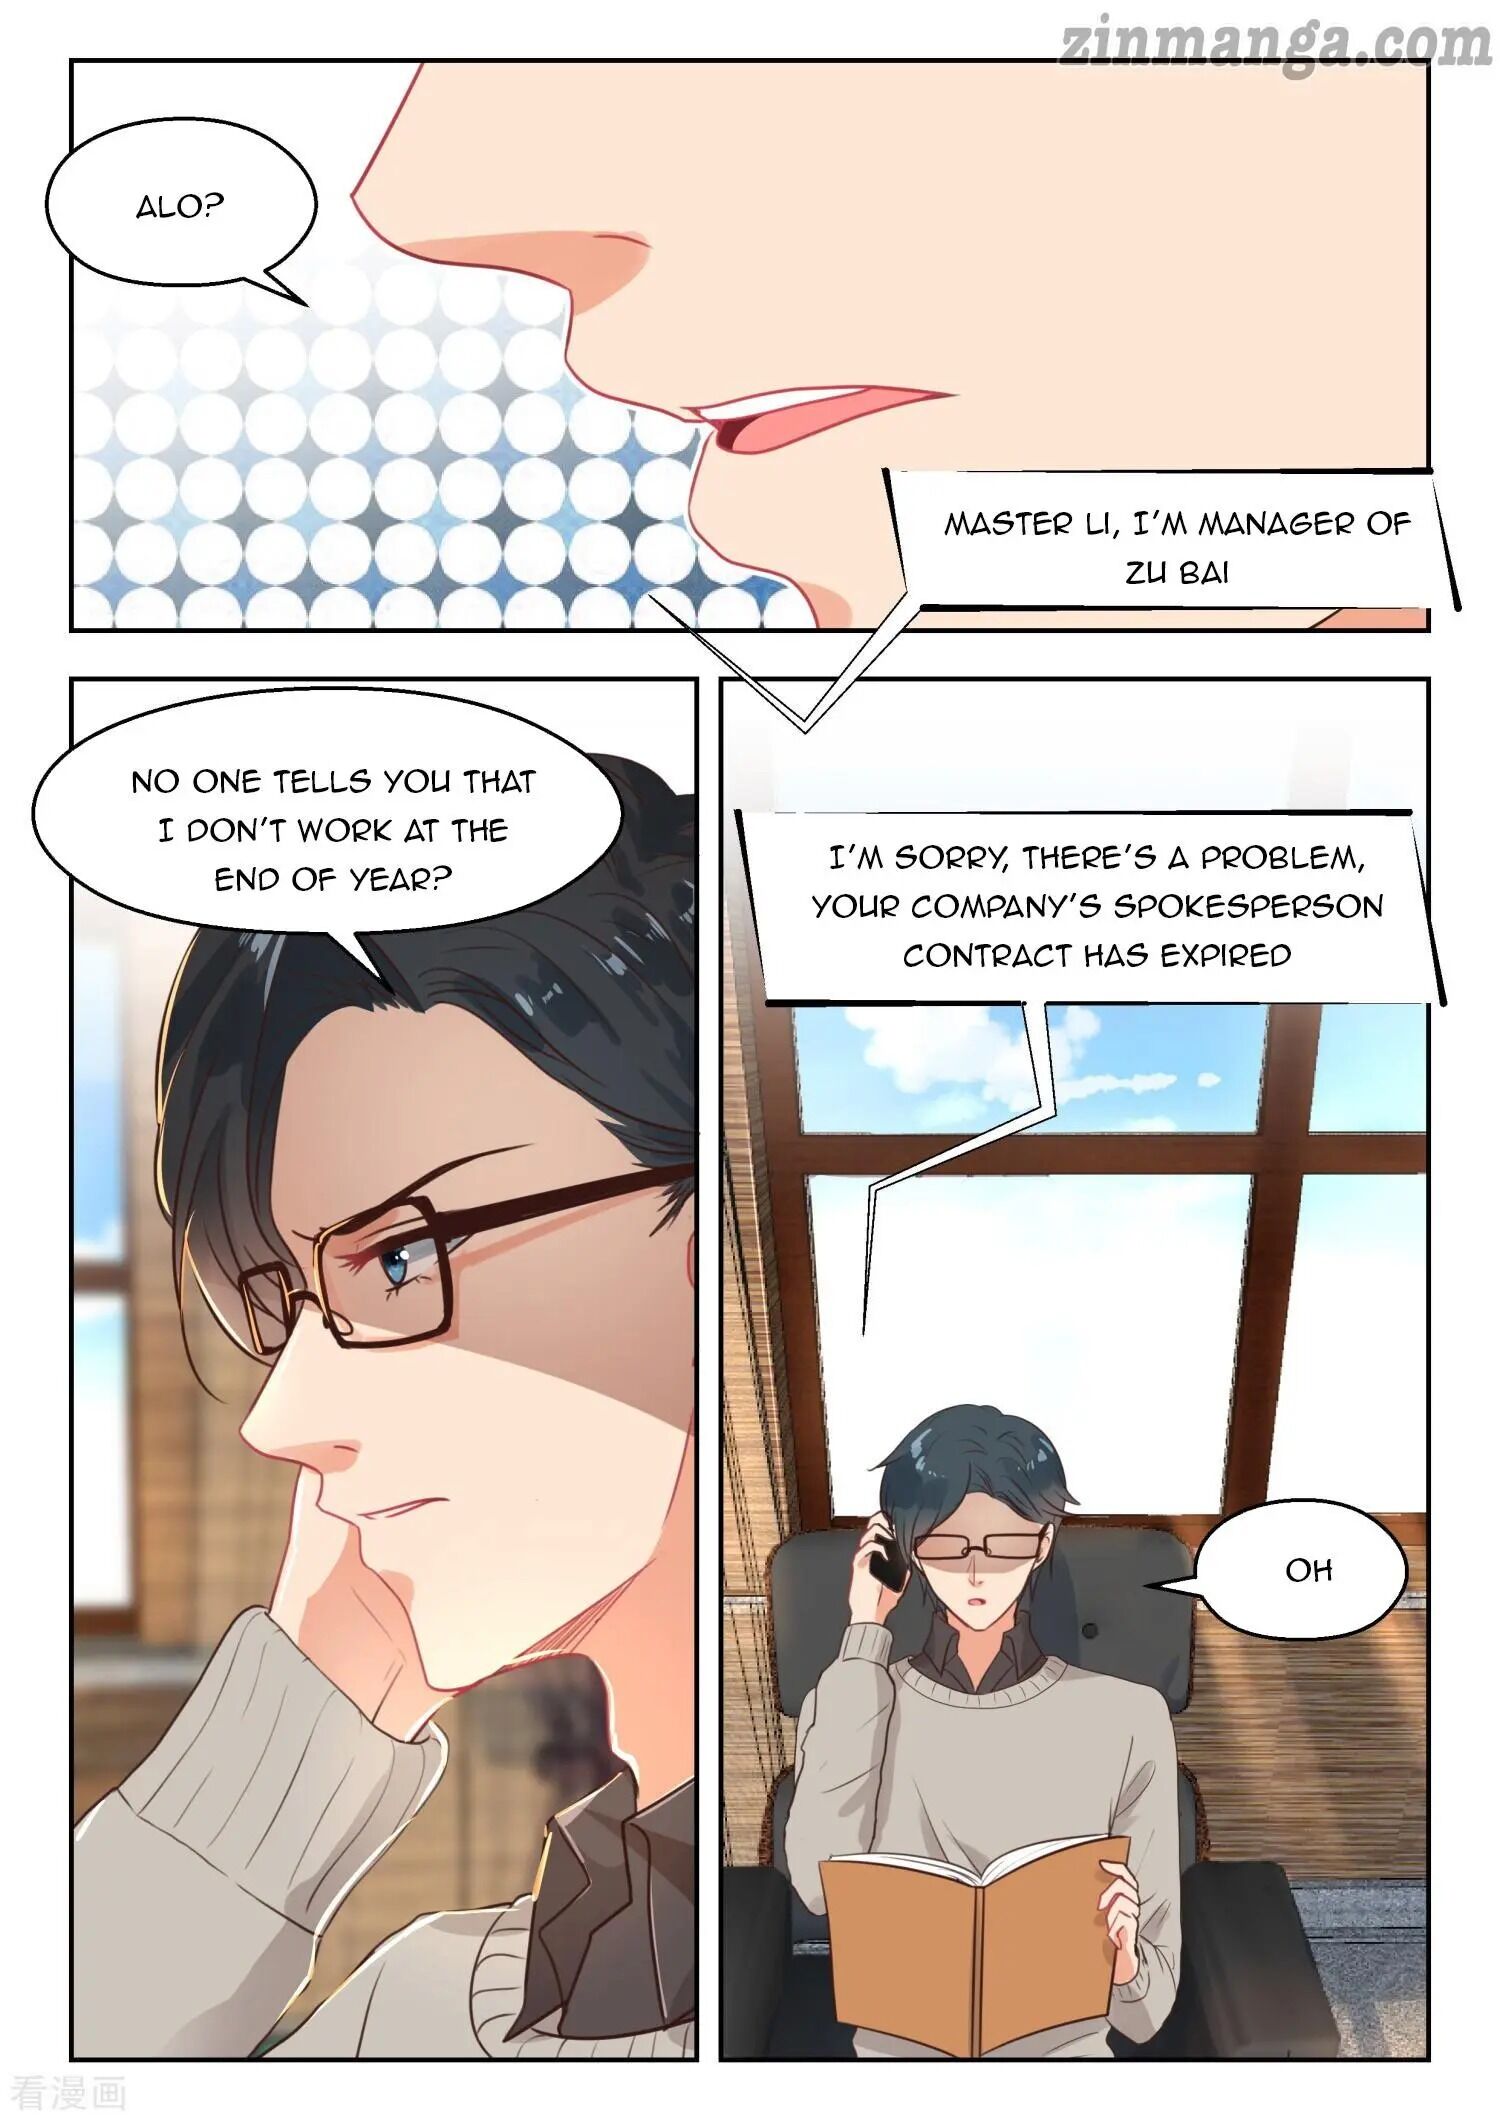 zinmanga.com
ALO?
MASTER LI, I'M MANAGER OF
ZU BAI
NO ONE TELLS YOU THAT
I DON'T WORK AT THE
END OF YEAR?
I'M SORRY, THERE'S A PROBLEM,
YOUR COMPANY'S SPOKESPERSON
CONTRACT HAS EXPIRED
OH
看漫画